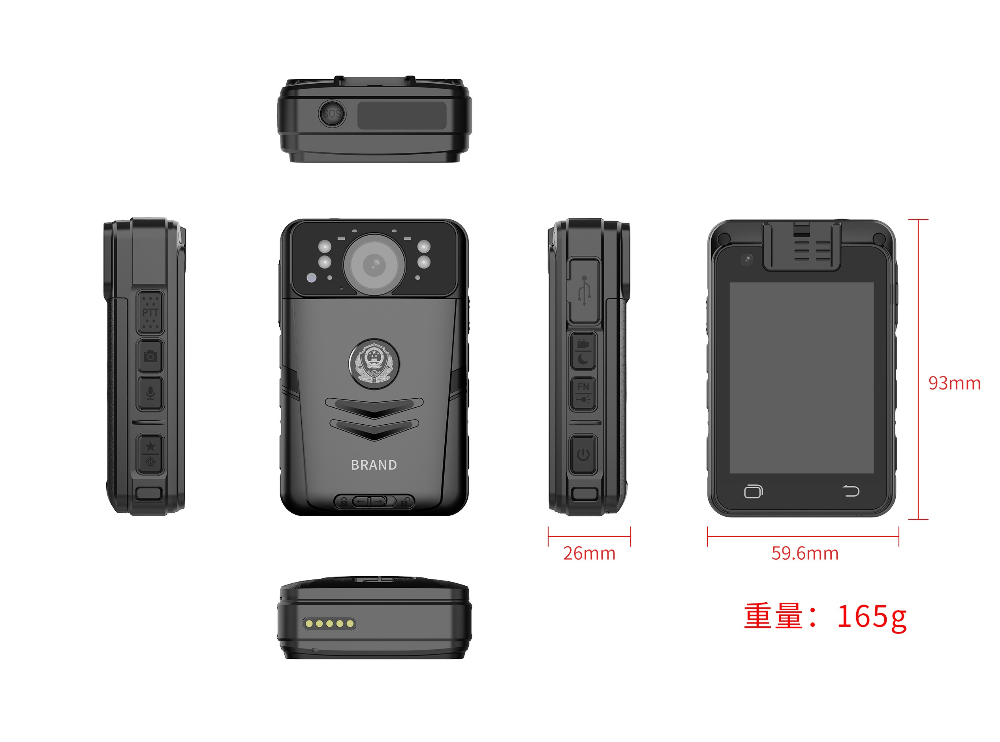 SOS
PTT
FN
BRAND
93mm
26mm
59.6mm
重量：165g